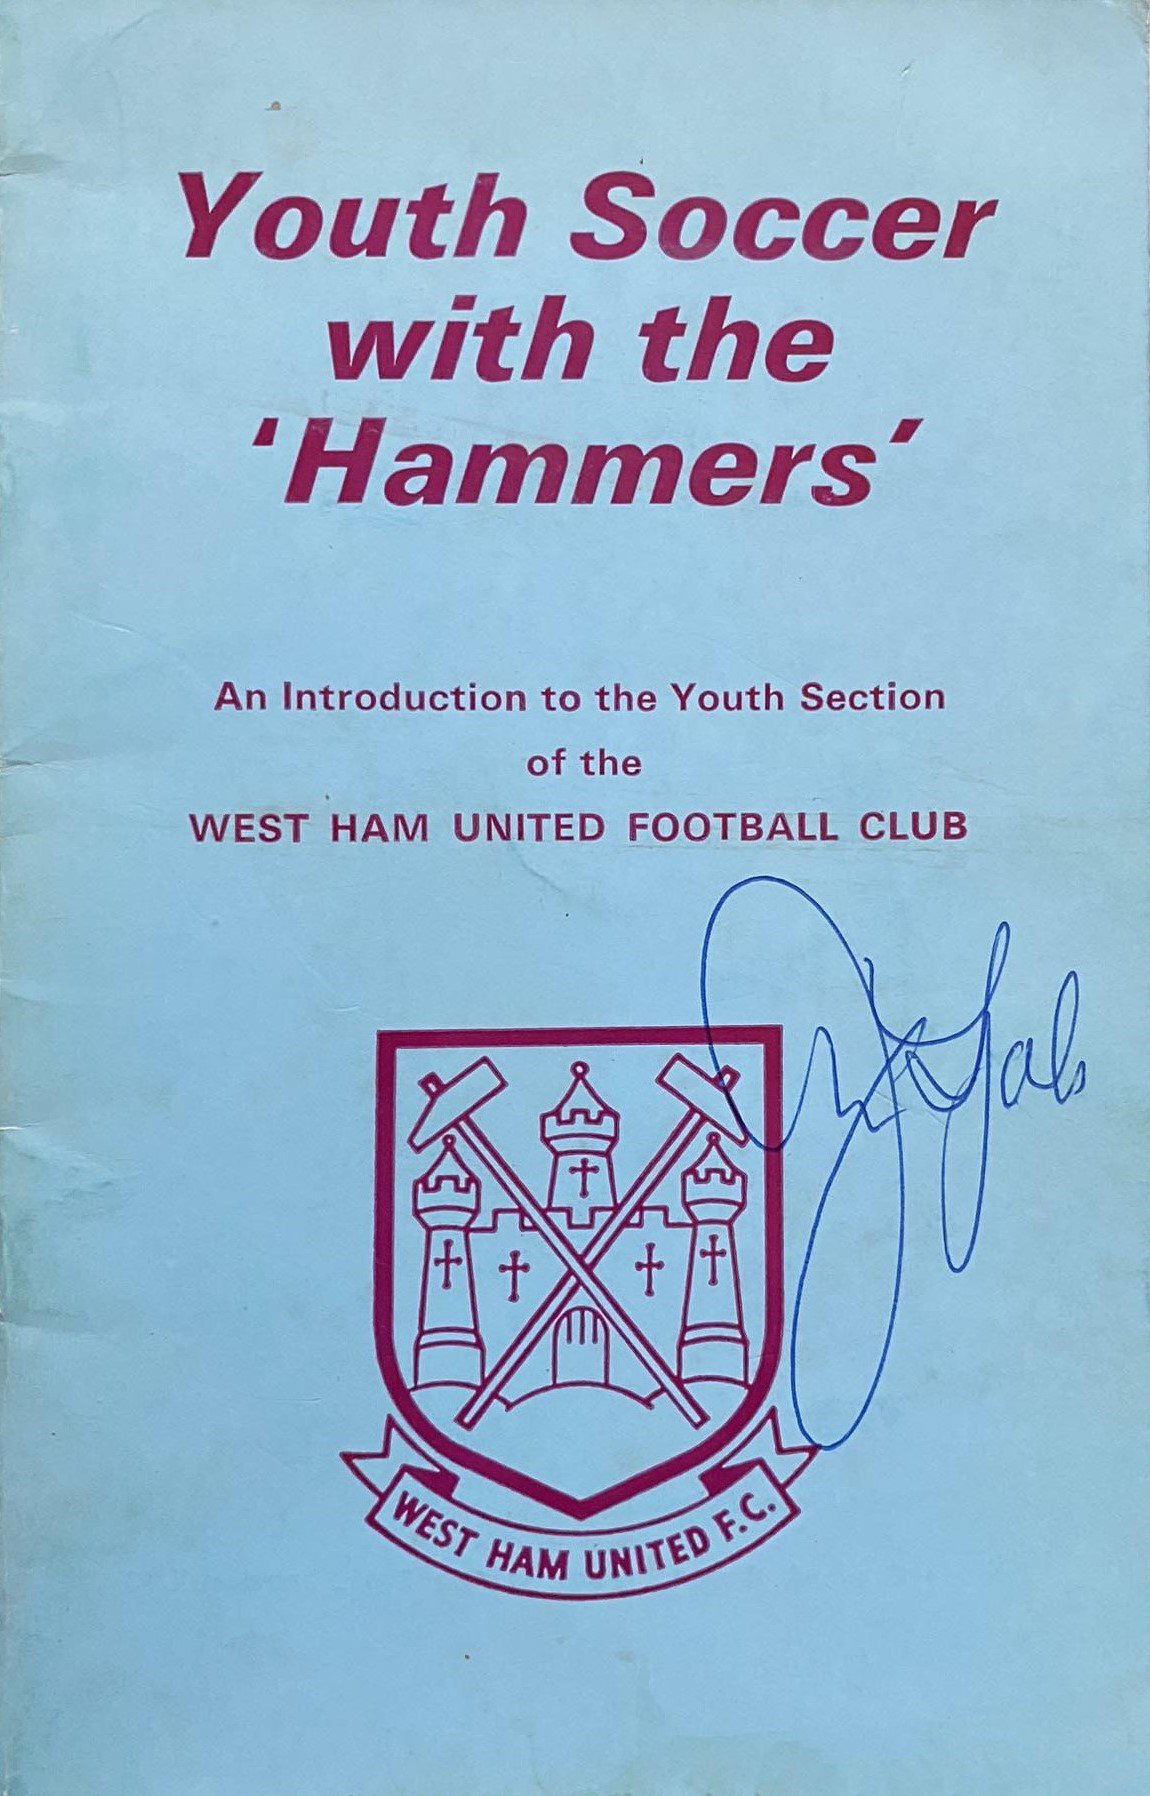 Youth Soccer
with the
'Hammers'
An Introduction to the Youth Section
of the
WEST HAM UNITED FOOTBALL CLUB
WEST HAM UNITED F.C.